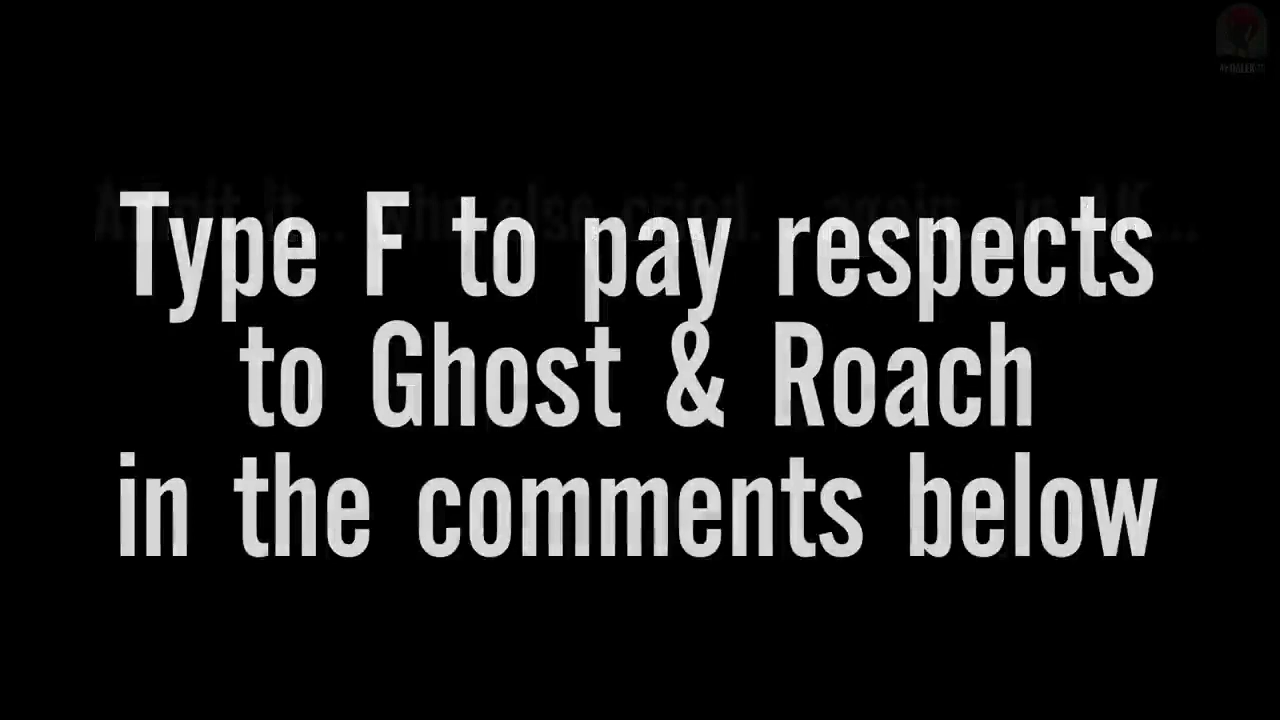 Type F to pay respects
to Ghost & Roach
in the comments below